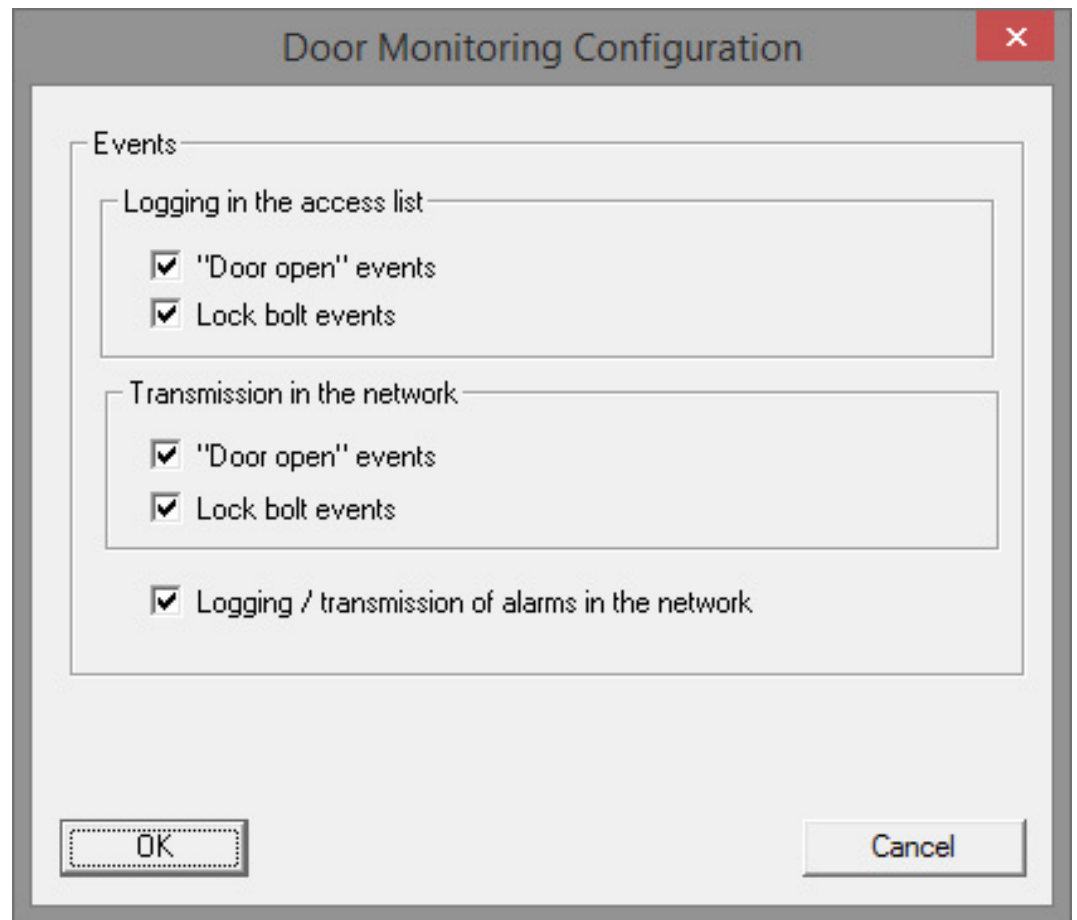 Door Monitoring Configuration
Events
Logging in the access list
"Door open" events
Lock bolt events
Transmission in the network
"Door open" events
Lock bolt events
Logging / transmission of alarms in the network
OK
Cancel